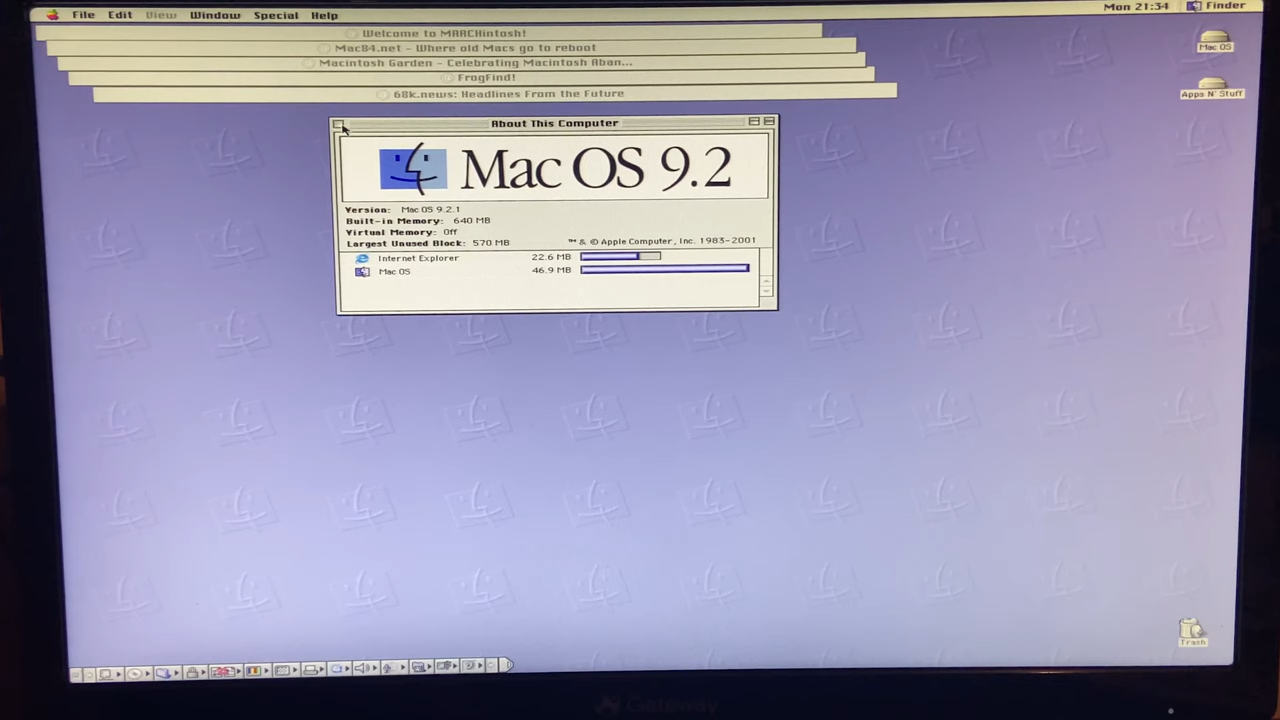 File Edit View Window Special Help Mon 21:34 Finder
Welcome to MARCHintosh!
Mac84.net - Where old Macs go to reboot
Macintosh Garden - Celebrating Macintosh Aban...
FrogFind!
68k.news: Headlines From the Future
Mac OS
Apps N' Stuff
About This Computer
Mac OS 9.2
Version: Mac OS 9.2.1
Built-in Memory: 640 MB
Virtual Memory: Off
Largest Unused Block: 570 MB ™ & © Apple Computer, Inc. 1983-2001
Internet Explorer 22.6 MB
Mac OS 46.9 MB
Trash
Gateway